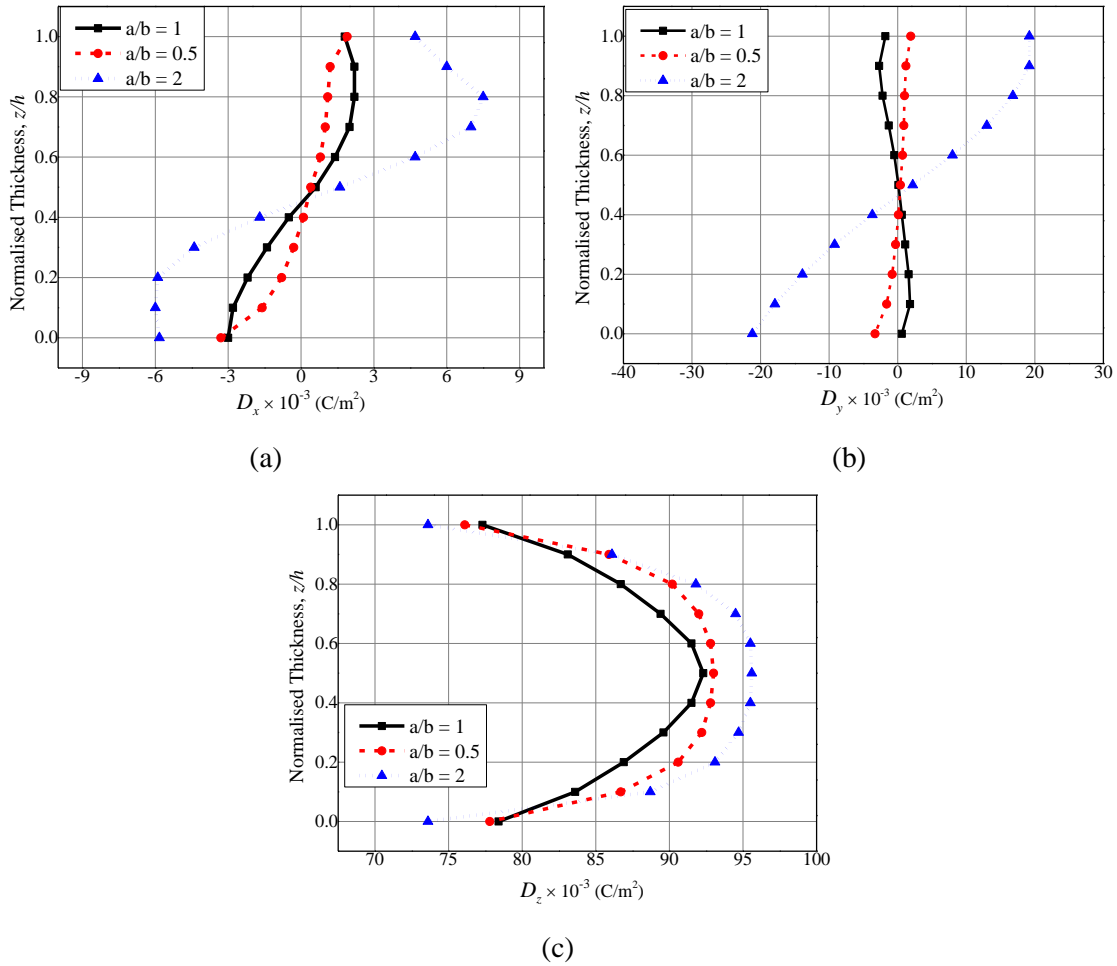 a/b = 1
a/b = 0.5
a/b = 2
Normalised Thickness, z/h
1.0
0.8
0.6
0.4
0.2
0.0
-9 -6 -3 0 3 6 9
Dx × 10-3 (C/m2)
(a)
a/b = 1
a/b = 0.5
a/b = 2
Normalised Thickness, z/h
1.0
0.8
0.6
0.4
0.2
0.0
-40 -30 -20 -10 0 10 20 30
Dy × 10-3 (C/m2)
(b)
Normalised Thickness, z/h
1.0
0.8
0.6
0.4
0.2
0.0
a/b = 1
a/b = 0.5
a/b = 2
70 75 80 85 90 95 100
Dz × 10-3 (C/m2)
(c)